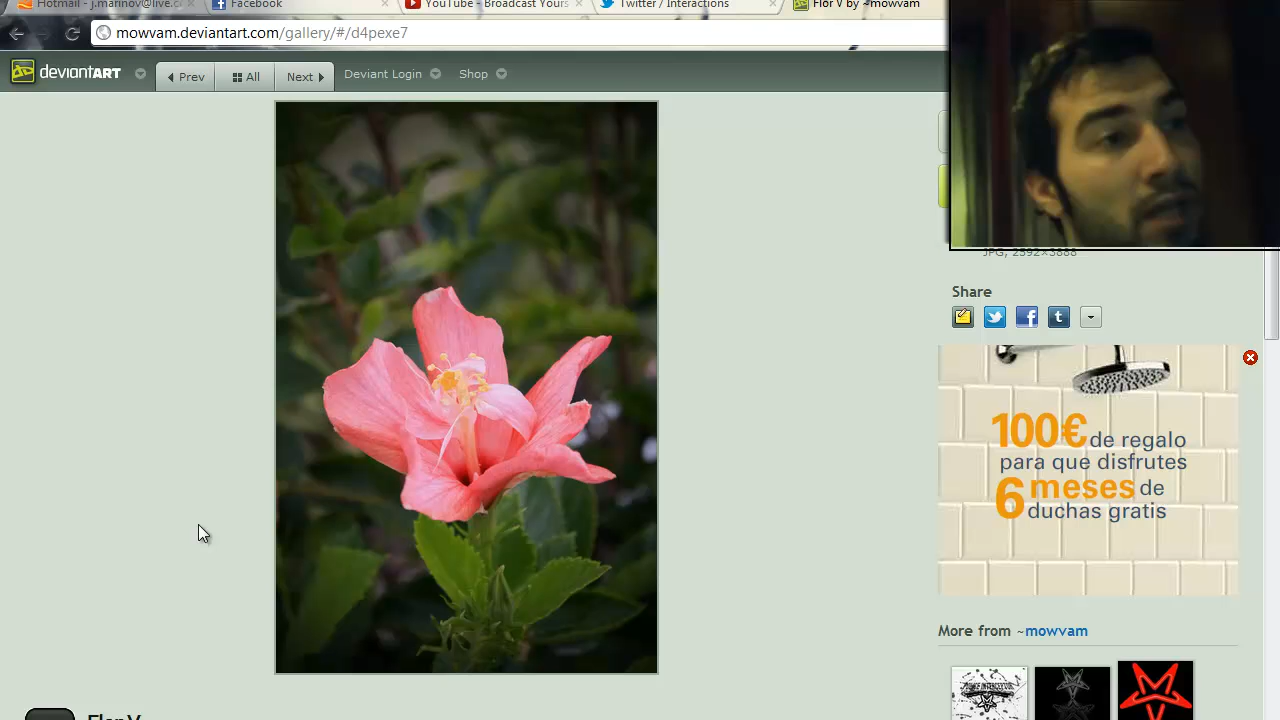 Hotmail - j.marinov@live.c
Facebook
YouTube - Broadcast Yours
Twitter / Interactions
Flor V by ~mowvam
mowvam.deviantart.com/gallery/#/d4pexe7
deviantART
Prev
All
Next
Deviant Login
Shop
JPG, 2592×3888
Share
100€ de regalo
para que disfrutes
6 meses de
duchas gratis
More from ~mowvam
Flor V